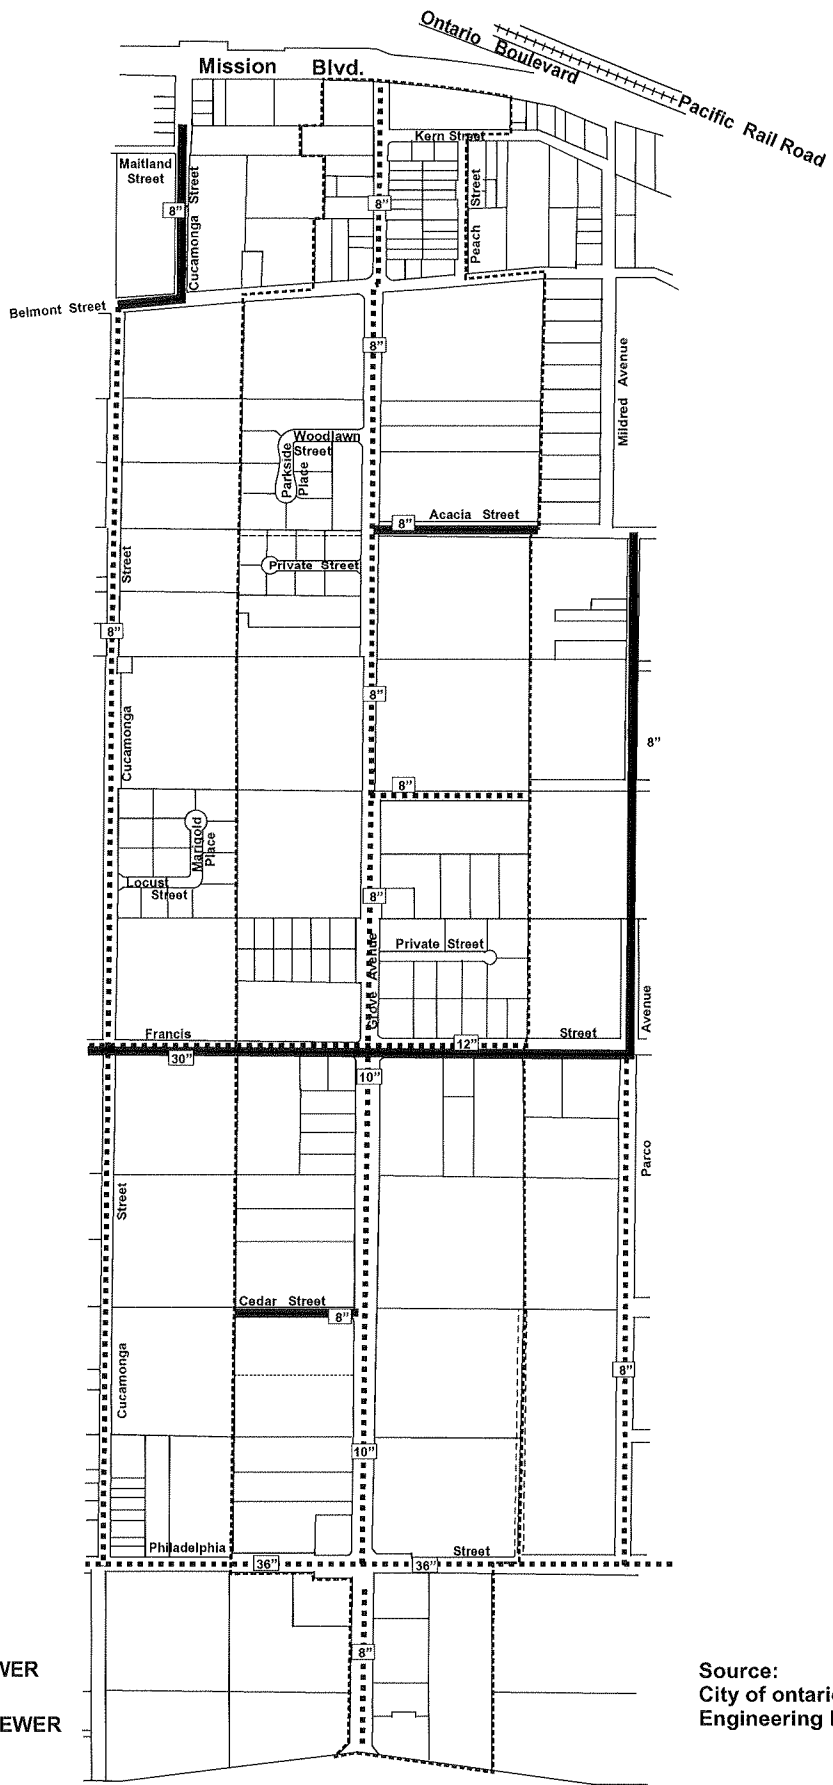 Ontario Boulevard
Pacific Rail Road
Mission Blvd.
Kern Street
Maitland
Street
Cucamonga Street
Peach Street
8"
8"
Belmont Street
8"
Mildred Avenue
Woodlawn
Street
Parkside
Place
Acacia Street
8"
Street
Private Street
8"
8"
Cucamonga
8"
8"
Marigold
Place
Locust
Street
8"
Private Street
Grove Avenue
Avenue
Francis
12"
Street
30"
10"
Parco
Street
Cedar Street
8"
Cucamonga
8"
10"
Philadelphia
Street
36"
36"
8"
WER
EWER
Source:
City of ontario
Engineering